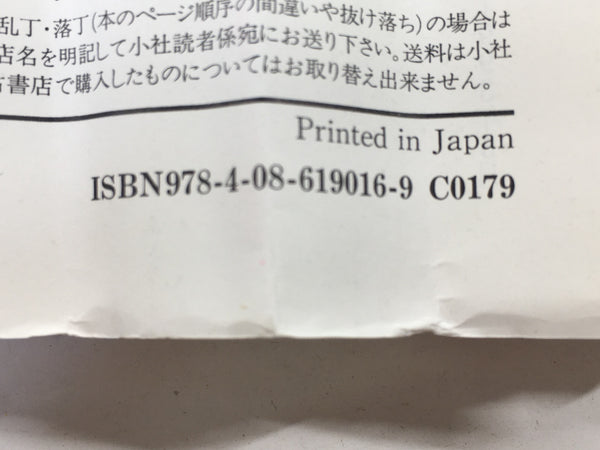 乱丁・落丁(本のページ順序の間違いや抜け落ち)の場合は
店名を明記して小社読者係宛にお送り下さい。送料は小社
書店で購入したものについてはお取り替え出来ません。
Printed in Japan
ISBN978-4-08-619016-9 C0179